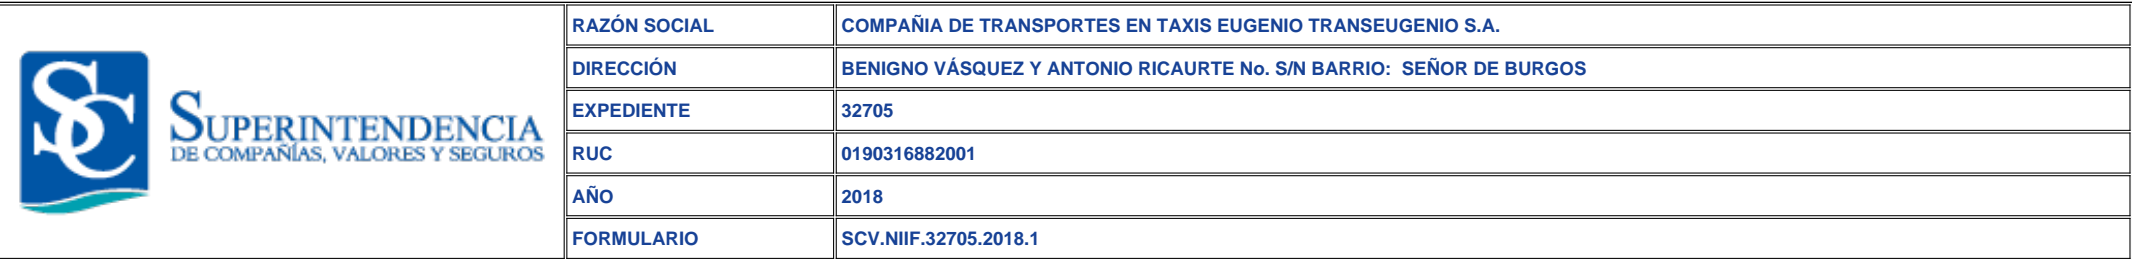 SC
SUPERINTENDENCIA
DE COMPAÑÍAS, VALORES Y SEGUROS
RAZÓN SOCIAL COMPAÑIA DE TRANSPORTES EN TAXIS EUGENIO TRANSEUGENIO S.A.
DIRECCIÓN BENIGNO VÁSQUEZ Y ANTONIO RICAURTE No. S/N BARRIO: SEÑOR DE BURGOS
EXPEDIENTE 32705
RUC 0190316882001
AÑO 2018
FORMULARIO SCV.NIIF.32705.2018.1